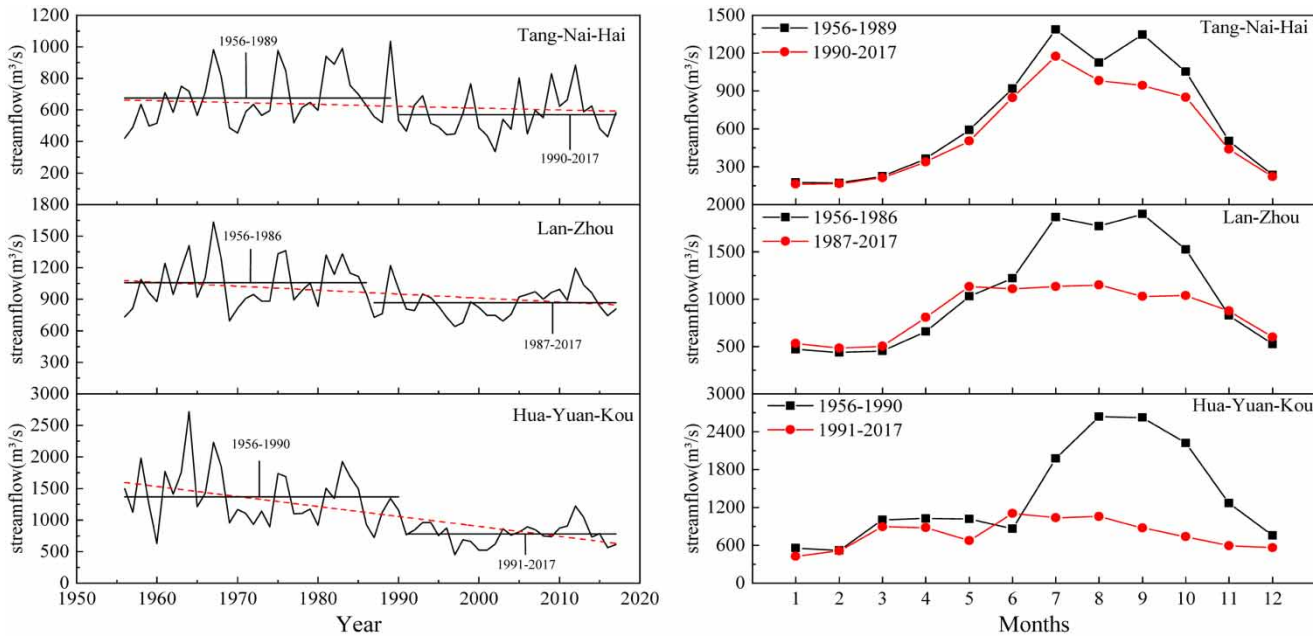 1200
1000
800
600
400
200
1800
streamflow(m³/s)
Tang-Nai-Hai
1956-1989
1990-2017
1500
1200
900
600
300
3000
streamflow(m³/s)
Lan-Zhou
1956-1986
1987-2017
2500
2000
1500
1000
500
0
streamflow(m³/s)
Hua-Yuan-Kou
1956-1990
1991-2017
1950 1960 1970 1980 1990 2000 2010 2020
Year
1500
1200
900
600
300
2000
streamflow(m³/s)
1956-1989
1990-2017
Tang-Nai-Hai
1500
1000
500
3000
streamflow(m³/s)
1956-1986
1987-2017
Lan-Zhou
2400
1800
1200
600
0
streamflow(m³/s)
1956-1990
1991-2017
Hua-Yuan-Kou
1 2 3 4 5 6 7 8 9 10 11 12
Months